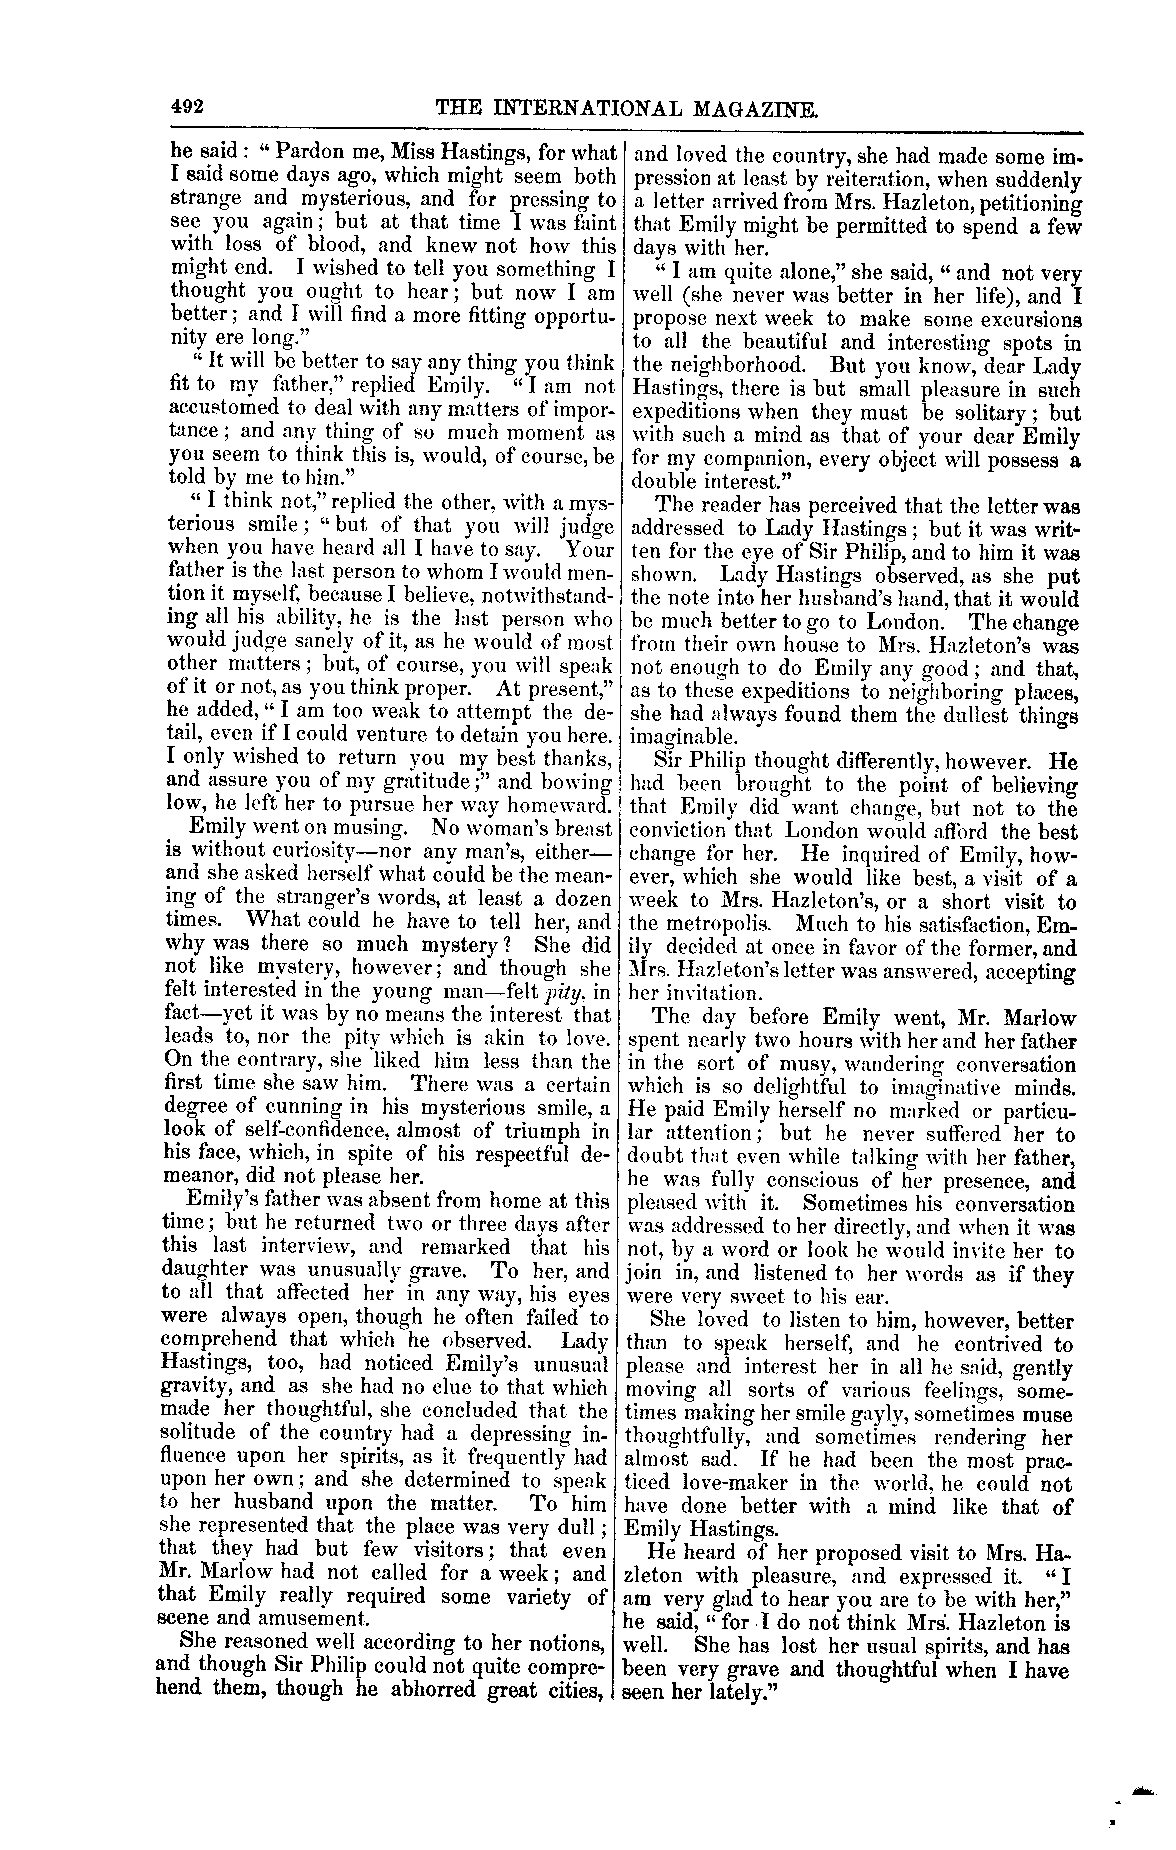 492 THE INTERNATIONAL MAGAZINE.
he said: “Pardon me, Miss Hastings, for what
I said some days ago, which might seem both
strange and mysterious, and for pressing to
see you again; but at that time I was faint
with loss of blood, and knew not how this
might end. I wished to tell you something I
thought you ought to hear; but now I am
better; and I will find a more fitting opportu-
nity ere long.”
“It will be better to say any thing you think
fit to my father,” replied Emily. “I am not
accustomed to deal with any matters of impor-
tance; and any thing of so much moment as
you seem to think this is, would, of course, be
told by me to him.”
“I think not,” replied the other, with a mys-
terious smile; “but of that you will judge
when you have heard all I have to say. Your
father is the last person to whom I would men-
tion it myself, because I believe, notwithstand-
ing all his ability, he is the last person who
would judge sanely of it, as he would of most
other matters; but, of course, you will speak
of it or not, as you think proper. At present,”
he added, “I am too weak to attempt the de-
tail, even if I could venture to detain you here.
I only wished to return you my best thanks,
and assure you of my gratitude;” and bowing
low, he left her to pursue her way homeward.
Emily went on musing. No woman's breast
is without curiosity—nor any man's, either—
and she asked herself what could be the mean-
ing of the stranger's words, at least a dozen
times. What could he have to tell her, and
why was there so much mystery? She did
not like mystery, however; and though she
felt interested in the young man—felt pity, in
fact—yet it was by no means the interest that
leads to, nor the pity which is akin to love.
On the contrary, she liked him less than the
first time she saw him. There was a certain
degree of cunning in his mysterious smile, a
look of self-confidence, almost of triumph in
his face, which, in spite of his respectful de-
meanor, did not please her.
Emily's father was absent from home at this
time; but he returned two or three days after
this last interview, and remarked that his
daughter was unusually grave. To her, and
to all that affected her in any way, his eyes
were always open, though he often failed to
comprehend that which he observed. Lady
Hastings, too, had noticed Emily's unusual
gravity, and as she had no clue to that which
made her thoughtful, she concluded that the
solitude of the country had a depressing in-
fluence upon her spirits, as it frequently had
upon her own; and she determined to speak
to her husband upon the matter. To him
she represented that the place was very dull;
that they had but few visitors; that even
Mr. Marlow had not called for a week; and
that Emily really required some variety of
scene and amusement.
She reasoned well according to her notions,
and though Sir Philip could not quite compre-
hend them, though he abhorred great cities,
and loved the country, she had made some im-
pression at least by reiteration, when suddenly
a letter arrived from Mrs. Hazleton, petitioning
that Emily might be permitted to spend a few
days with her.
“I am quite alone,” she said, “and not very
well (she never was better in her life), and I
propose next week to make some excursions
to all the beautiful and interesting spots in
the neighborhood. But you know, dear Lady
Hastings, there is but small pleasure in such
expeditions when they must be solitary; but
with such a mind as that of your dear Emily
for my companion, every object will possess a
double interest.”
The reader has perceived that the letter was
addressed to Lady Hastings; but it was writ-
ten for the eye of Sir Philip, and to him it was
shown. Lady Hastings observed, as she put
the note into her husband's hand, that it would
be much better to go to London. The change
from their own house to Mrs. Hazleton's was
not enough to do Emily any good; and that,
as to these expeditions to neighboring places,
she had always found them the dullest things
imaginable.
Sir Philip thought differently, however. He
had been brought to the point of believing
that Emily did want change, but not to the
conviction that London would afford the best
change for her. He inquired of Emily, how-
ever, which she would like best, a visit of a
week to Mrs. Hazleton's, or a short visit to
the metropolis. Much to his satisfaction, Em-
ily decided at once in favor of the former, and
Mrs. Hazleton's letter was answered, accepting
her invitation.
The day before Emily went, Mr. Marlow
spent nearly two hours with her and her father
in the sort of musy, wandering conversation
which is so delightful to imaginative minds.
He paid Emily herself no marked or particu-
lar attention; but he never suffered her to
doubt that even while talking with her father,
he was fully conscious of her presence, and
pleased with it. Sometimes his conversation
was addressed to her directly, and when it was
not, by a word or look he would invite her to
join in, and listened to her words as if they
were very sweet to his ear.
She loved to listen to him, however, better
than to speak herself, and he contrived to
please and interest her in all he said, gently
moving all sorts of various feelings, some-
times making her smile gayly, sometimes muse
thoughtfully, and sometimes rendering her
almost sad. If he had been the most prac-
ticed love-maker in the world, he could not
have done better with a mind like that of
Emily Hastings.
He heard of her proposed visit to Mrs. Ha-
zleton with pleasure, and expressed it. “I
am very glad to hear you are to be with her,”
he said, “for I do not think Mrs. Hazleton is
well. She has lost her usual spirits, and has
been very grave and thoughtful when I have
seen her lately.”